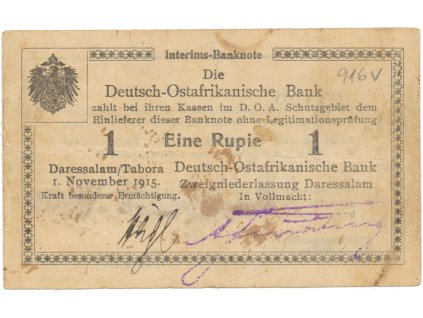 Interims-Banknote
916v
Die
Deutsch-Ostafrikanische Bank
zahlt bei ihren Kassen im D. O. A. Schutzgebiet dem
Einlieferer dieser Banknote ohne Legitimationsprüfung
1 Eine Rupie 1
Daressalam/Tabora
1. November 1915.
Kraft besonderer Ermächtigung.
Deutsch-Ostafrikanische Bank
Zweigniederlassung Daressalam
In Vollmacht: